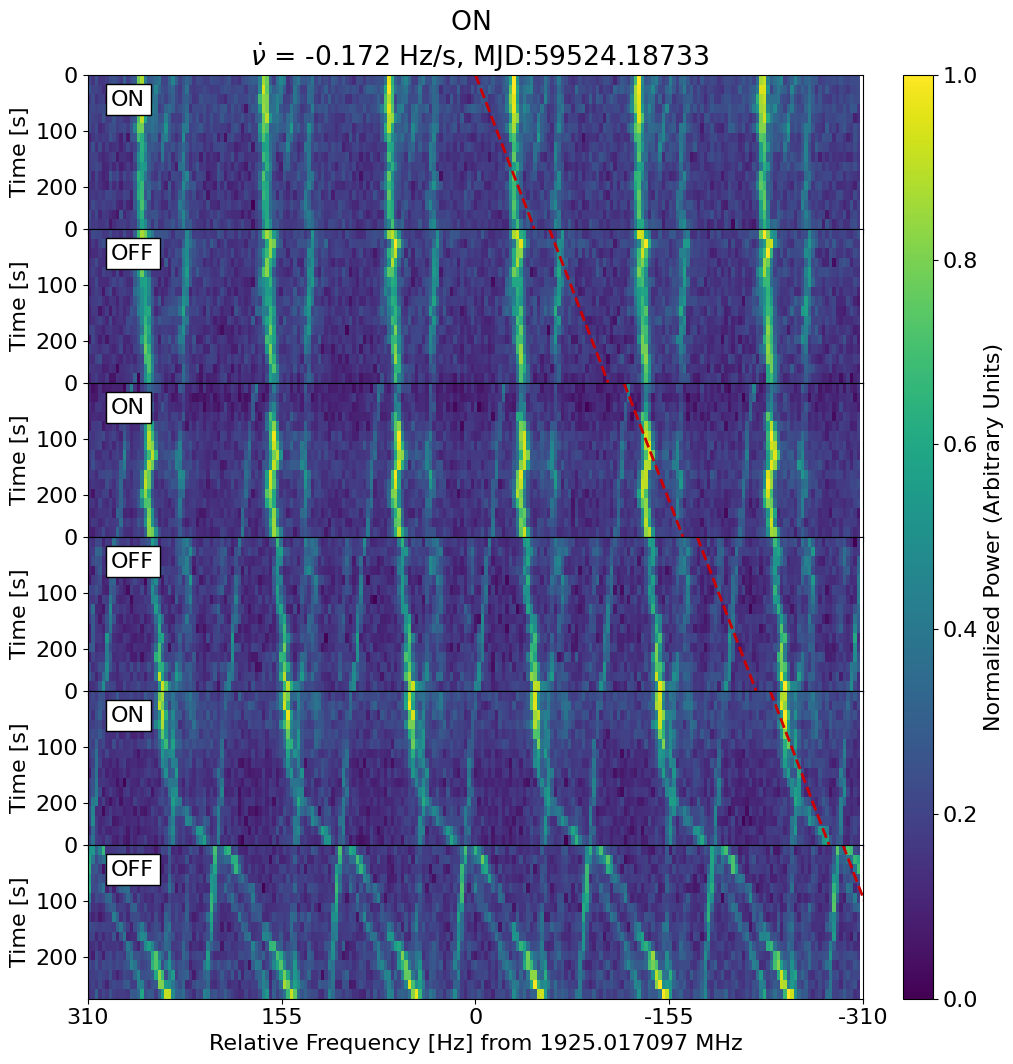 ON
ν̇ = -0.172 Hz/s, MJD:59524.18733
0
100
200
Time [s]
ON
0
100
200
Time [s]
OFF
0
100
200
Time [s]
ON
0
100
200
Time [s]
OFF
0
100
200
Time [s]
ON
0
100
200
Time [s]
OFF
310 155 0 -155 -310
Relative Frequency [Hz] from 1925.017097 MHz
1.0
0.8
0.6
0.4
0.2
0.0
Normalized Power (Arbitrary Units)